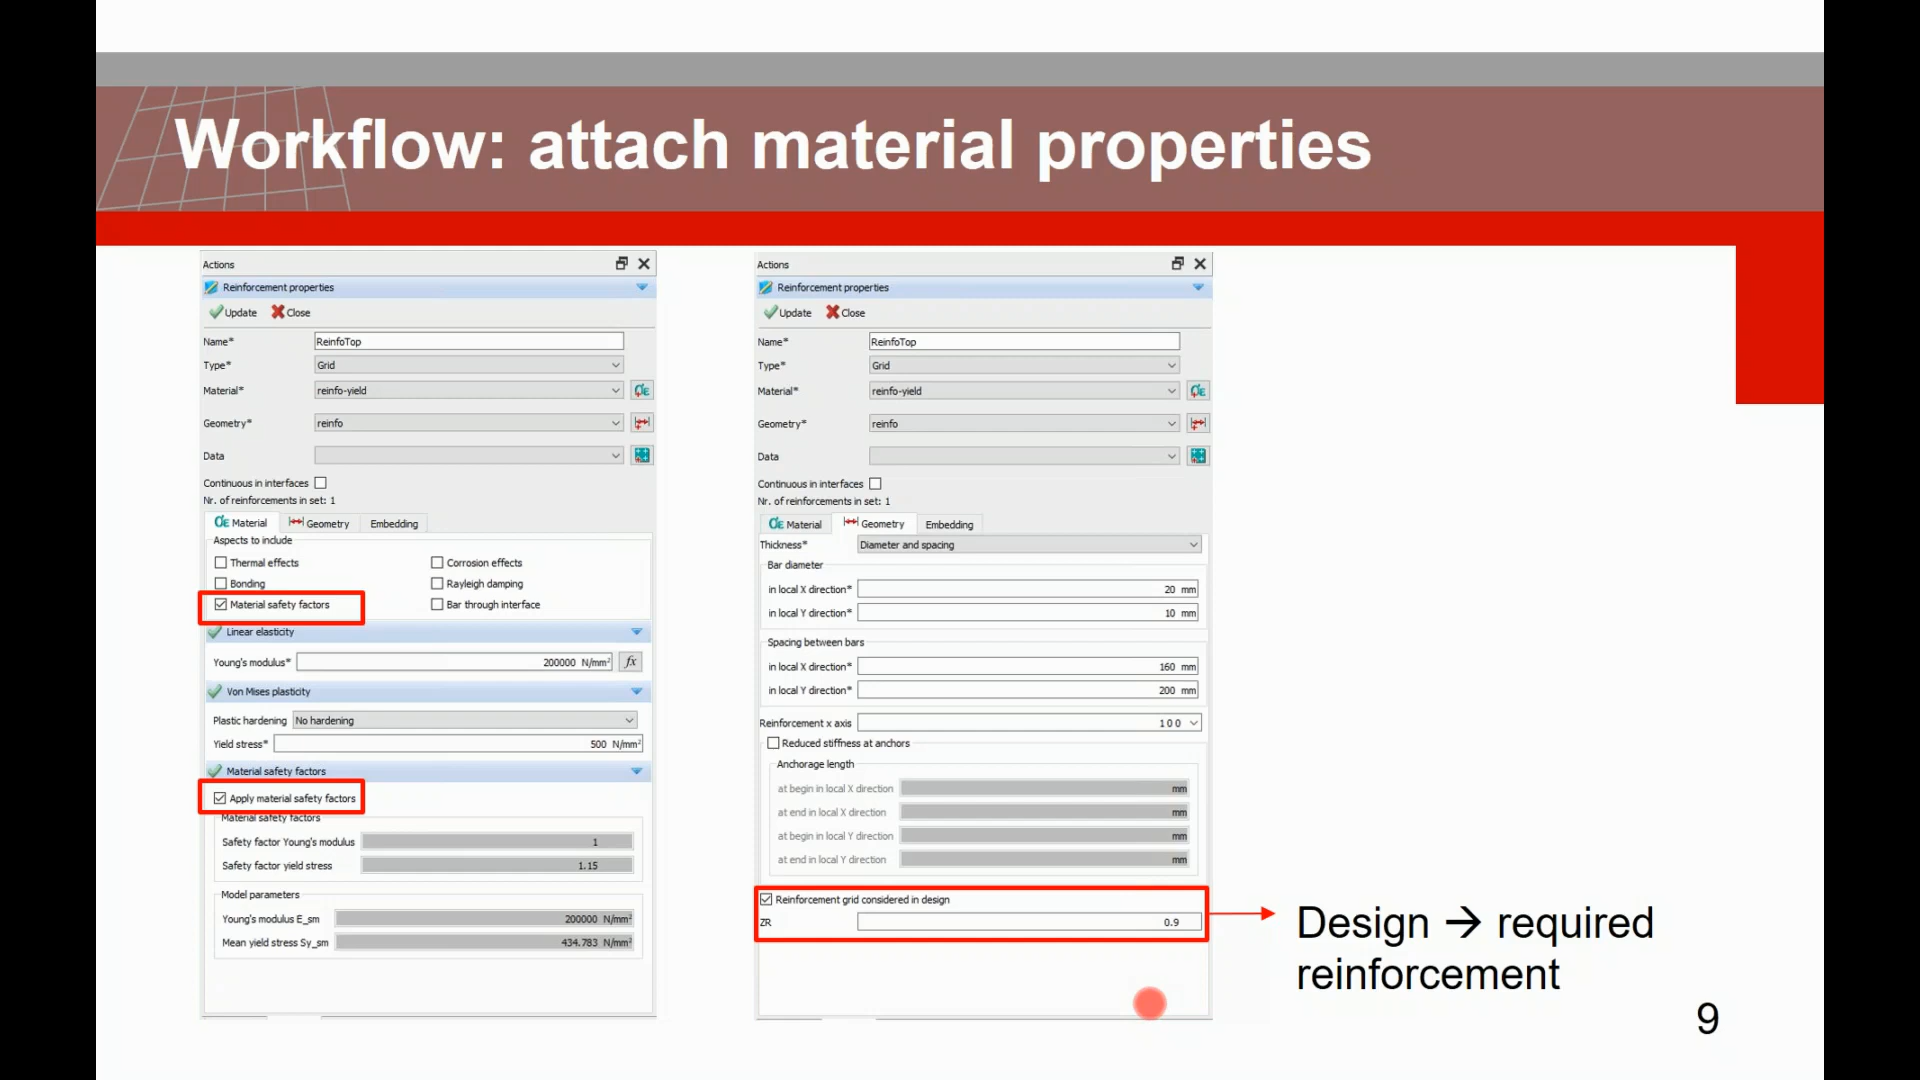 Workflow: attach material properties
Actions
Reinforcement properties
Update Close
Name* ReinfoTop
Type* Grid
Material* reinfo-yield
Geometry* reinfo
Data
Continuous in interfaces
Nr. of reinforcements in set: 1
Material Geometry Embedding
Aspects to include
Thermal effects Corrosion effects
Bonding Rayleigh damping
Material safety factors Bar through interface
Linear elasticity
Young's modulus* 200000 N/mm² fx
Von Mises plasticity
Plastic hardening No hardening
Yield stress* 500 N/mm²
Material safety factors
Apply material safety factors
Material safety factors
Safety factor Young's modulus 1
Safety factor yield stress 1.15
Model parameters
Young's modulus E_sm 200000 N/mm²
Mean yield stress Sy_sm 434.783 N/mm²
Actions
Reinforcement properties
Update Close
Name* ReinfoTop
Type* Grid
Material* reinfo-yield
Geometry* reinfo
Data
Continuous in interfaces
Nr. of reinforcements in set: 1
Material Geometry Embedding
Thickness* Diameter and spacing
Bar diameter
in local X direction* 20 mm
in local Y direction* 10 mm
Spacing between bars
in local X direction* 160 mm
in local Y direction* 200 mm
Reinforcement x axis 1 0 0
Reduced stiffness at anchors
Anchorage length
at begin in local X direction mm
at end in local X direction mm
at begin in local Y direction mm
at end in local Y direction mm
Reinforcement grid considered in design
ZR 0.9
Design → required
reinforcement
9